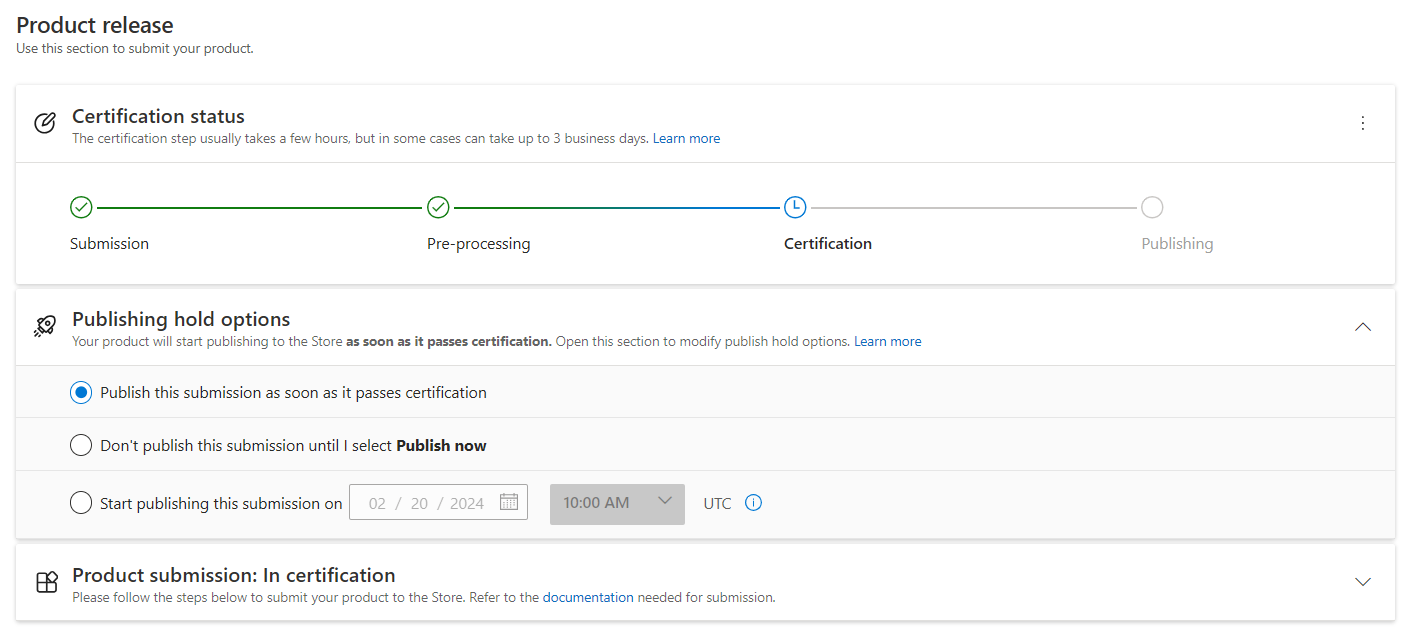 Product release
Use this section to submit your product.
Certification status
The certification step usually takes a few hours, but in some cases can take up to 3 business days. Learn more
Submission
Pre-processing
Certification
Publishing
Publishing hold options
Your product will start publishing to the Store as soon as it passes certification. Open this section to modify publish hold options. Learn more
Publish this submission as soon as it passes certification
Don't publish this submission until I select Publish now
Start publishing this submission on 02 / 20 / 2024 10:00 AM UTC
Product submission: In certification
Please follow the steps below to submit your product to the Store. Refer to the documentation needed for submission.